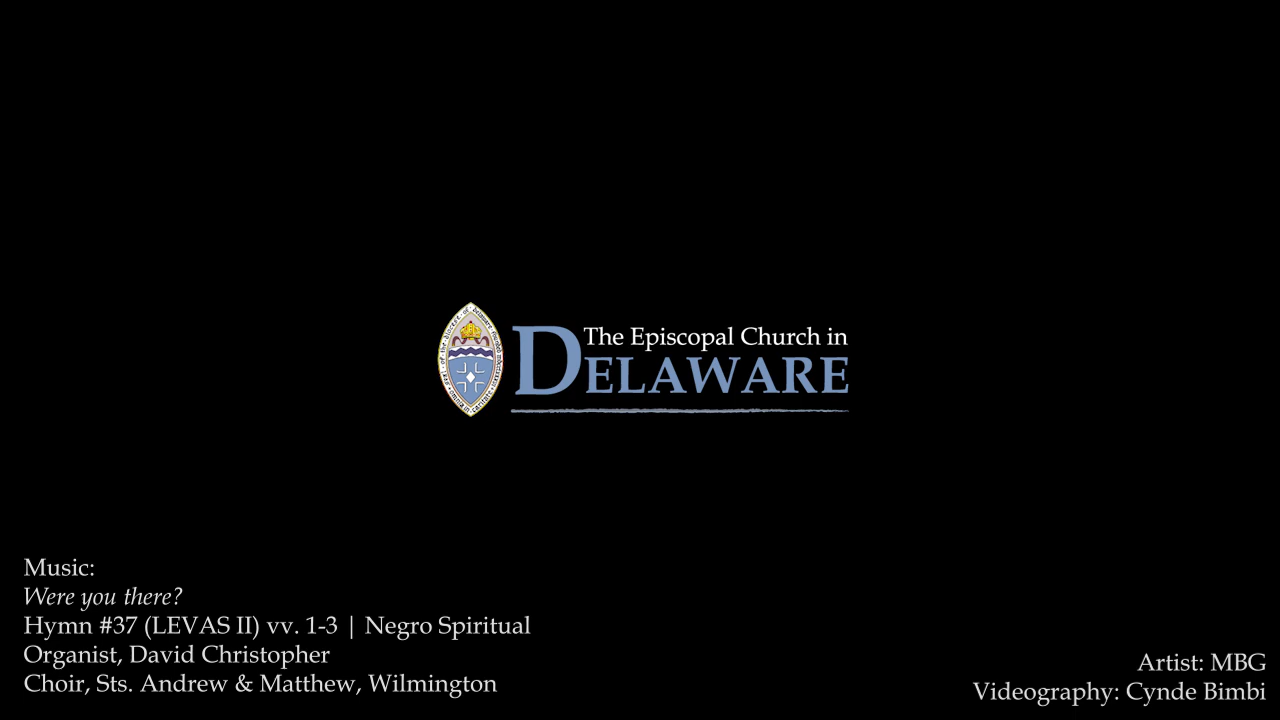 The Episcopal Church in
DELAWARE
Music:
Were you there?
Hymn #37 (LEVAS II) vv. 1-3 | Negro Spiritual
Organist, David Christopher
Choir, Sts. Andrew & Matthew, Wilmington
Artist: MBG
Videography: Cynde Bimbi